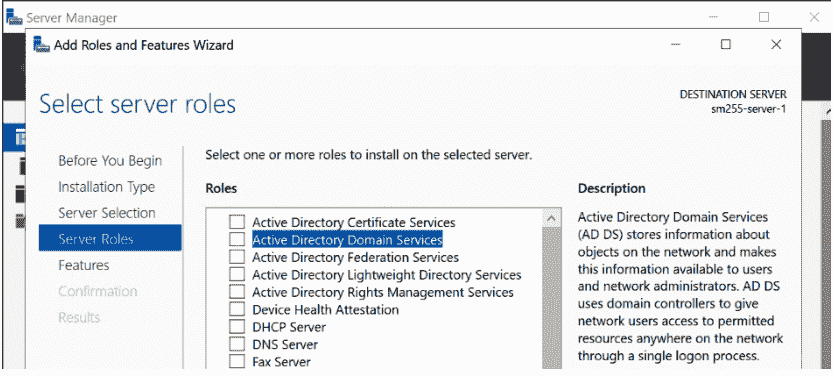 Server Manager
Add Roles and Features Wizard
Select server roles
DESTINATION SERVER
sm255-server-1
Before You Begin
Installation Type
Server Selection
Server Roles
Features
Confirmation
Results
Select one or more roles to install on the selected server.
Roles
Active Directory Certificate Services
Active Directory Domain Services
Active Directory Federation Services
Active Directory Lightweight Directory Services
Active Directory Rights Management Services
Device Health Attestation
DHCP Server
DNS Server
Fax Server
Description
Active Directory Domain Services
(AD DS) stores information about
objects on the network and makes
this information available to users
and network administrators. AD DS
uses domain controllers to give
network users access to permitted
resources anywhere on the network
through a single logon process.